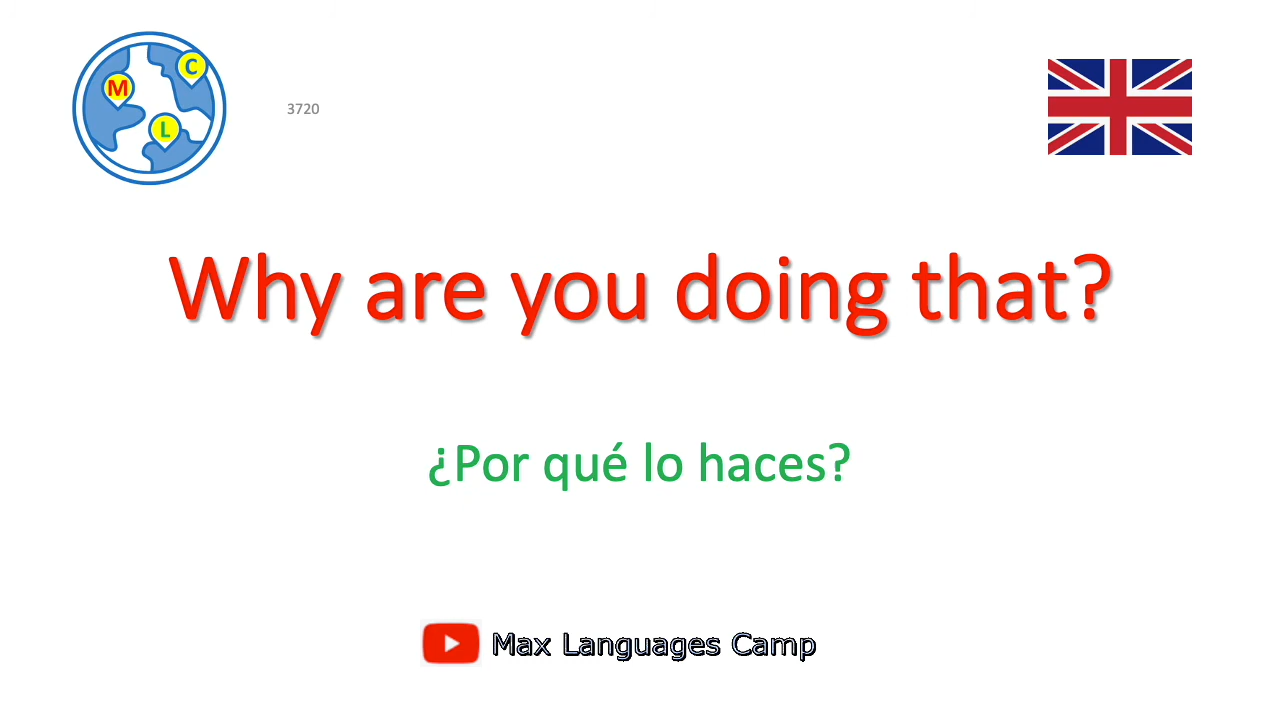 C
M
L
3720
Why are you doing that?
¿Por qué lo haces?
Max Languages Camp